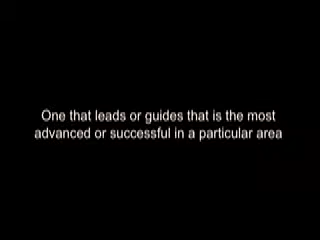 One that leads or guides that is the most
advanced or successful in a particular area